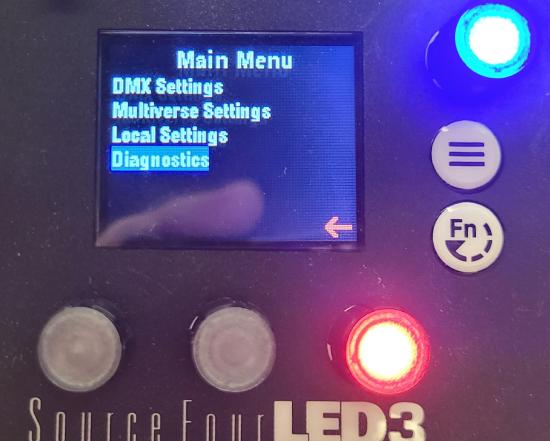 Main Menu
DMX Settings
Multiverse Settings
Local Settings
Diagnostics
Fn
Source Four LED3